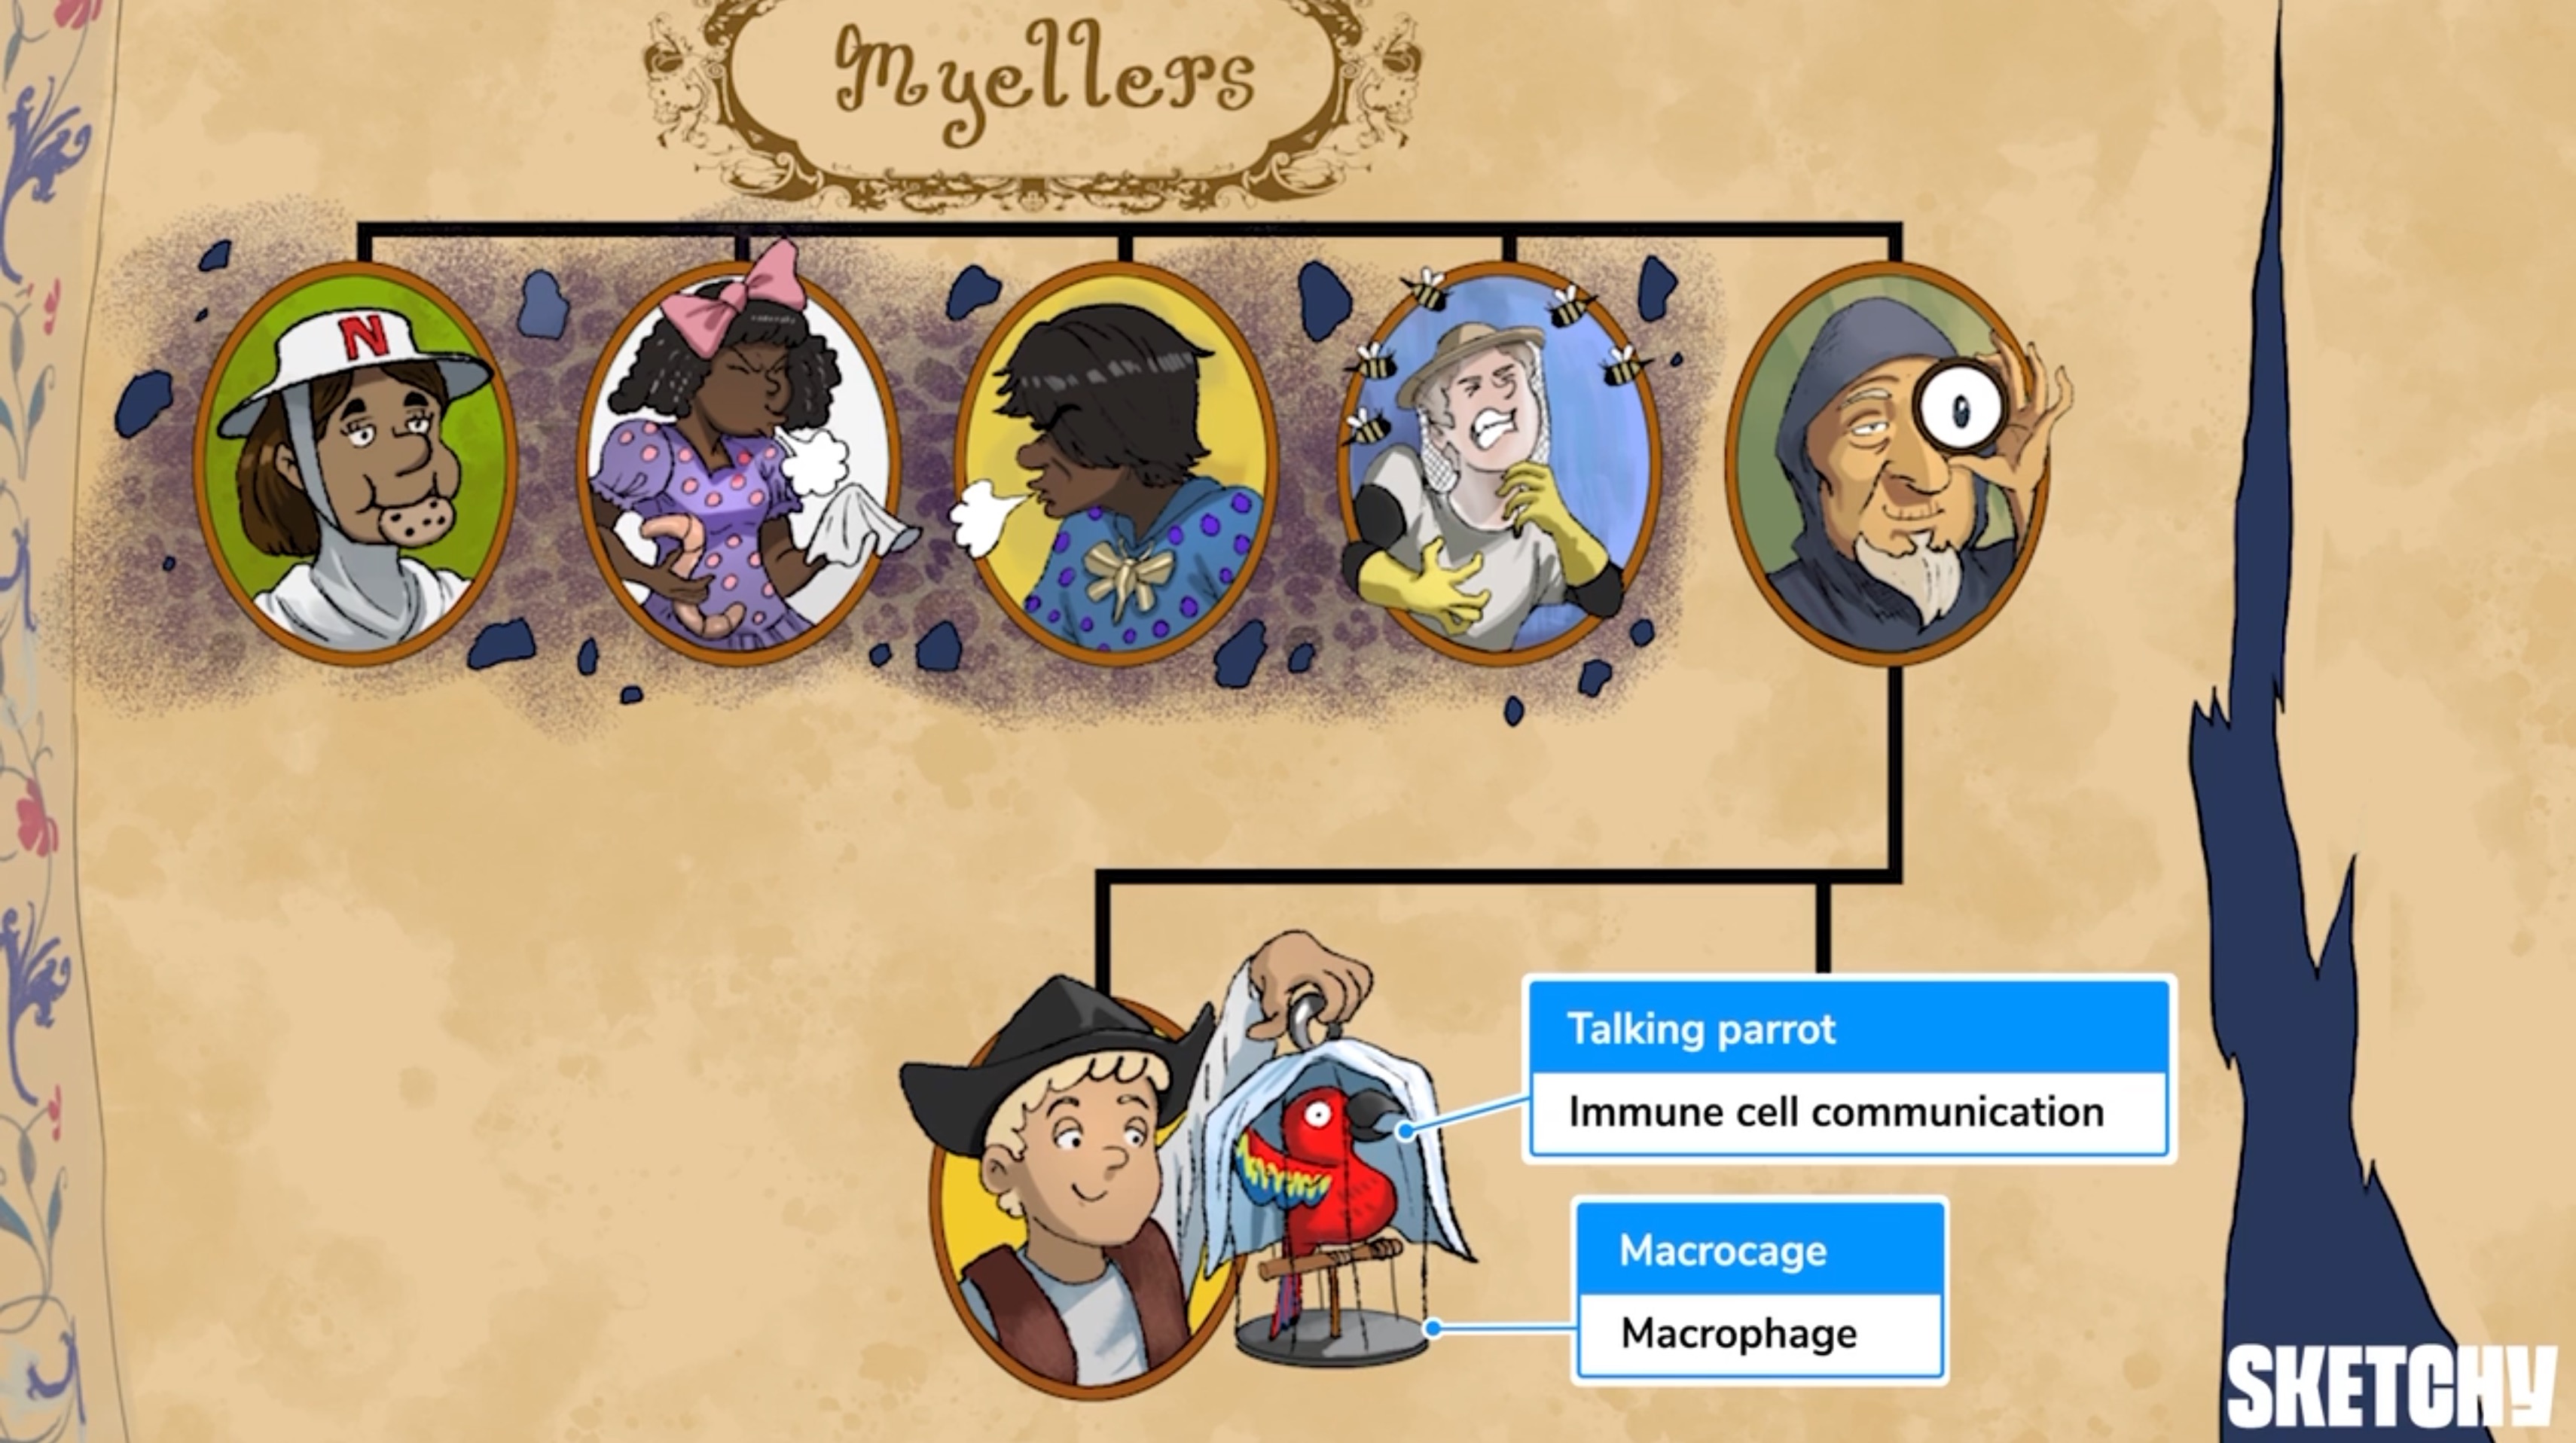 Myellers
N
Talking parrot
Immune cell communication
Macrocage
Macrophage
SKETCHY